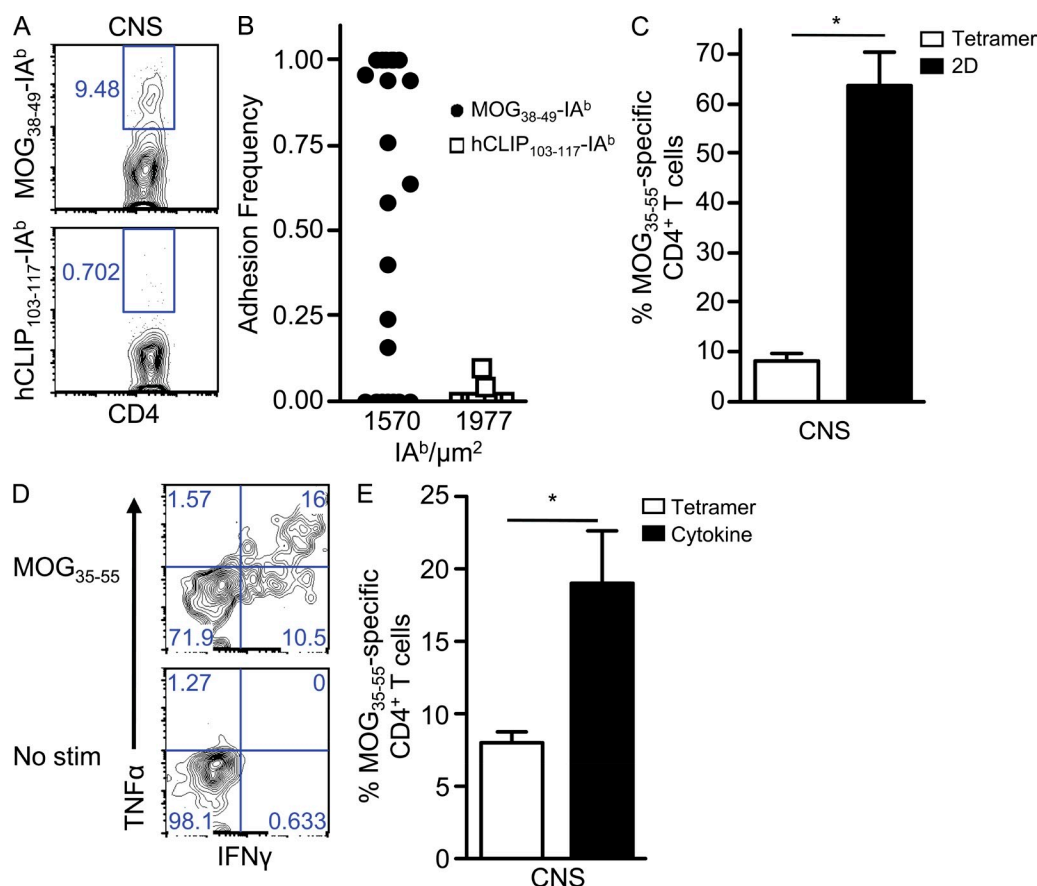 A
CNS
MOG38-49-IAb
9.48
hCLIP103-117-IAb
0.702
CD4
B
Adhesion Frequency
1.00
0.75
0.50
0.25
0.00
MOG38-49-IAb
hCLIP103-117-IAb
1570
1977
IAb/µm2
C
*
Tetramer
2D
% MOG35-55-specific
CD4+ T cells
70
60
50
40
30
20
10
0
CNS
D
MOG35-55
1.57
16
71.9
10.5
No stim
1.27
0
98.1
0.633
TNFα
IFNγ
E
*
Tetramer
Cytokine
% MOG35-55-specific
CD4+ T cells
25
20
15
10
5
0
CNS